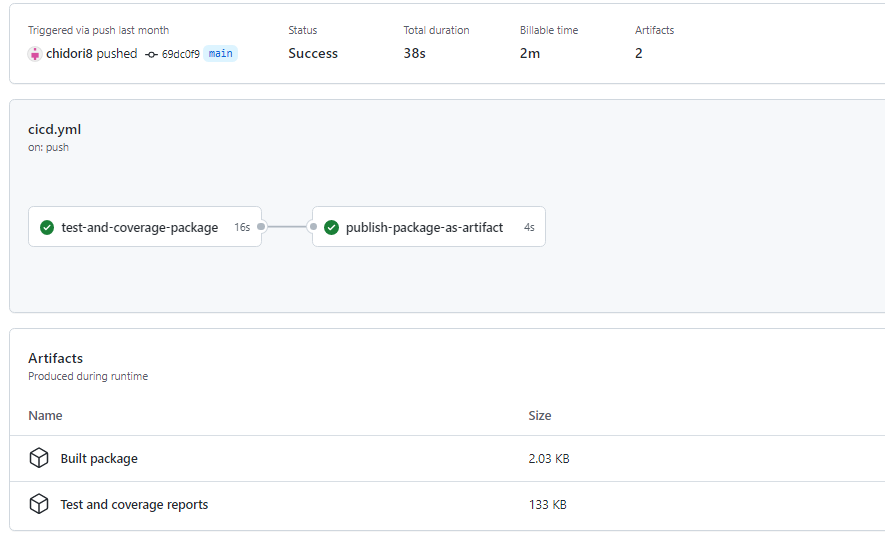 Triggered via push last month
chidori8 pushed 69dc0f9 main
Status
Success
Total duration
38s
Billable time
2m
Artifacts
2
cicd.yml
on: push
test-and-coverage-package 16s
publish-package-as-artifact 4s
Artifacts
Produced during runtime
Name Size
Built package 2.03 KB
Test and coverage reports 133 KB